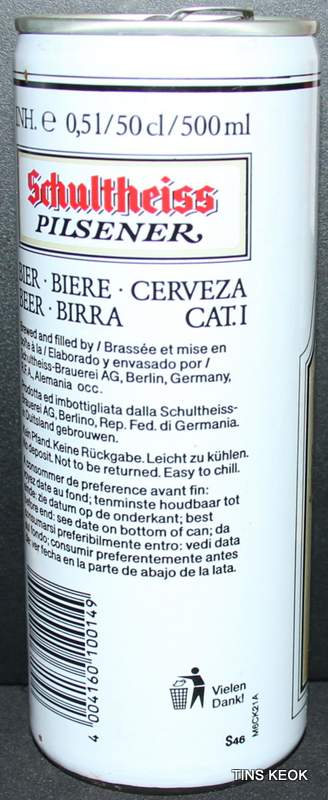 INH. ℮ 0,5l/50 cl/500 ml
Schultheiss
PILSENER
BIER · BIERE · CERVEZA
BEER · BIRRA CAT.I
Brewed and filled by / Brassée et mise en
boîte à la / Elaborado y envasado por /
Schultheiss-Brauerei AG, Berlin, Germany,
R.F.A., Alemania occ.
Prodotta ed imbottigliata dalla Schultheiss-
Brauerei AG, Berlino, Rep. Fed. di Germania.
In Duitsland gebrouwen.
Kein Pfand. Keine Rückgabe. Leicht zu kühlen.
No deposit. Not to be returned. Easy to chill.
A consommer de preference avant fin:
voyez date au fond; tenminste houdbaar tot
einde: zie datum op de onderkant; best
before end: see date on bottom of can; da
consumarsi preferibilmente entro: vedi data
fondo; consumir preferentemente antes
De: ver fecha en la parte de abajo de la lata.
4 004160 100149
Vielen
Dank!
S46
M6CK21A
TINS KEOK